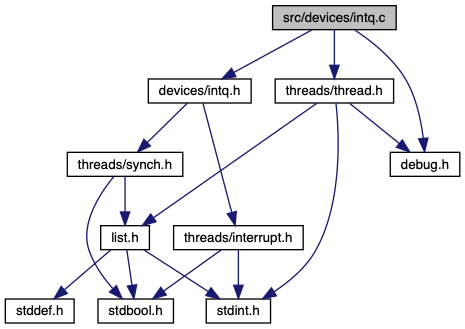 src/devices/intq.c
devices/intq.h
threads/thread.h
threads/synch.h
debug.h
list.h
threads/interrupt.h
stddef.h
stdbool.h
stdint.h